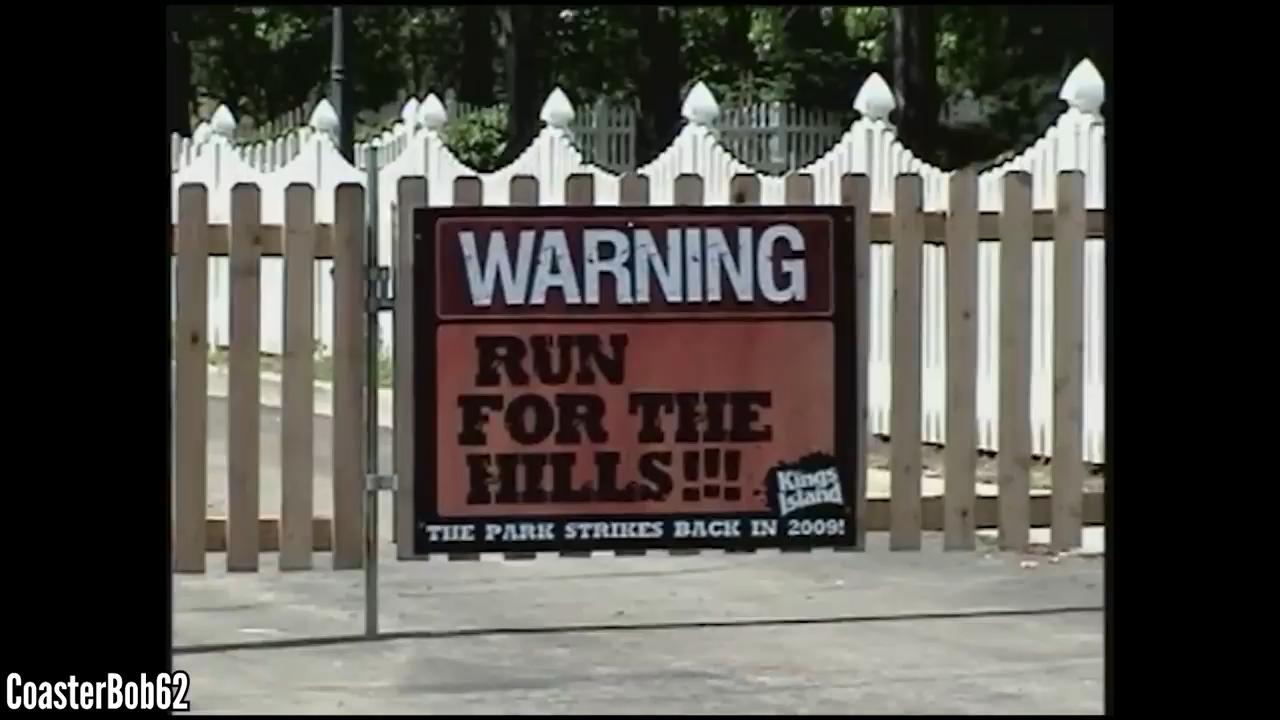 WARNING
RUN
FOR THE
HILLS!!!
Kings
Island
THE PARK STRIKES BACK IN 2009!
CoasterBob62